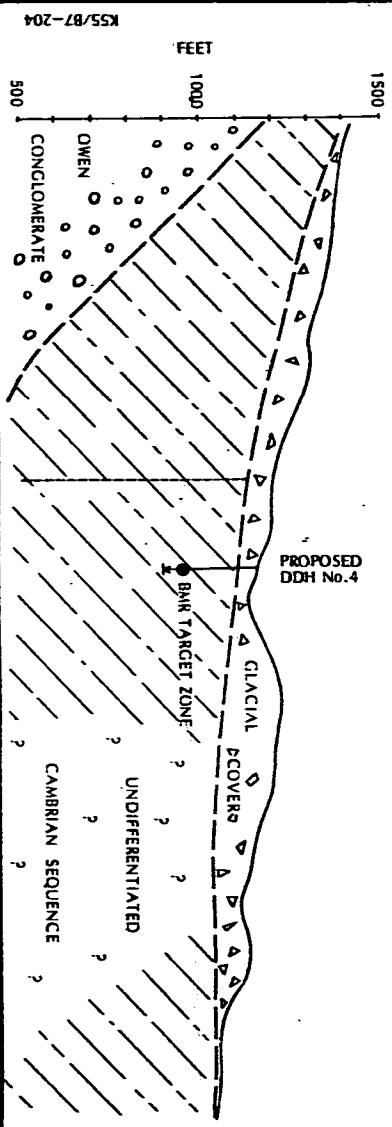 K55/B7-204
FEET
500
1000
1500
OWEN
CONGLOMERATE
PROPOSED
DDH No.4
BMR TARGET ZONE
GLACIAL
COVER
UNDIFFERENTIATED
CAMBRIAN SEQUENCE
?
?
?
?
?
?
?
?